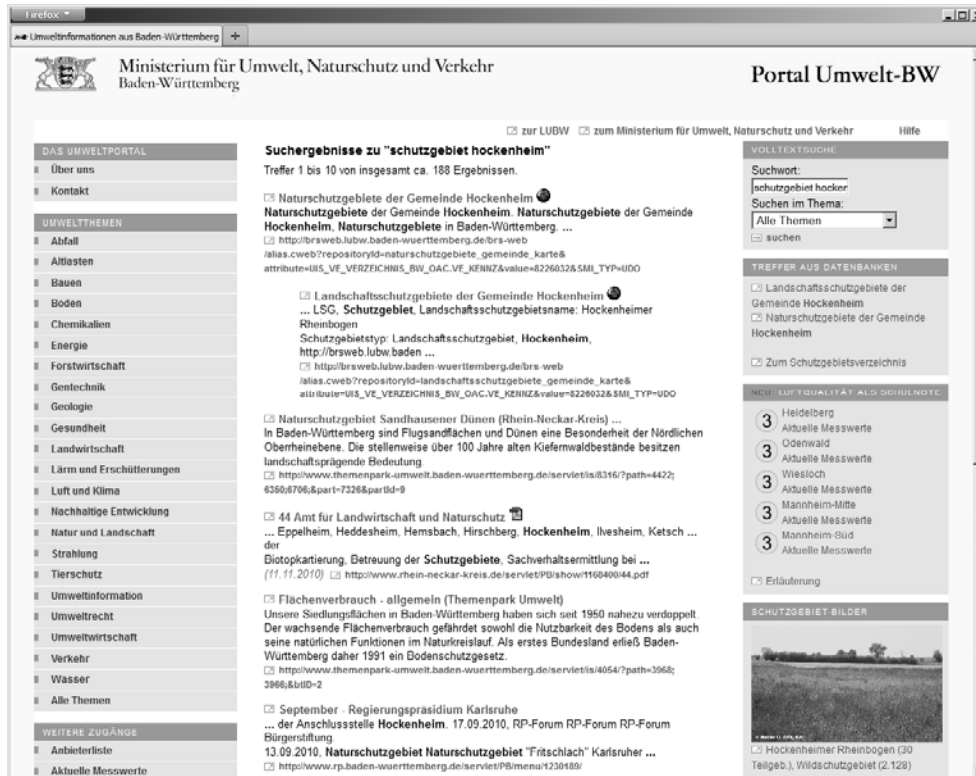 Firefox
Umweltinformationen aus Baden-Württemberg
Ministerium für Umwelt, Naturschutz und Verkehr
Baden-Württemberg
Portal Umwelt-BW
zur LUBW zum Ministerium für Umwelt, Naturschutz und Verkehr Hilfe
DAS UMWELTPORTAL
Über uns
Kontakt
UMWELTTHEMEN
Abfall
Altlasten
Bauen
Boden
Chemikalien
Energie
Forstwirtschaft
Gentechnik
Geologie
Gesundheit
Landwirtschaft
Lärm und Erschütterungen
Luft und Klima
Nachhaltige Entwicklung
Natur und Landschaft
Strahlung
Tierschutz
Umweltinformation
Umweltrecht
Umweltwirtschaft
Verkehr
Wasser
Alle Themen
WEITERE ZUGÄNGE
Anbieterliste
Aktuelle Messwerte
Suchergebnisse zu "schutzgebiet hockenheim"
Treffer 1 bis 10 von insgesamt ca. 188 Ergebnissen.
Naturschutzgebiete der Gemeinde Hockenheim
Naturschutzgebiete der Gemeinde Hockenheim. Naturschutzgebiete der Gemeinde
Hockenheim, Naturschutzgebiete in Baden-Württemberg. ...
http://brsweb.lubw.baden-wuerttemberg.de/brs-web
/alias.cweb?repositoryId=naturschutzgebiete_gemeinde_karte&
attribute=UIS_VE_VERZEICHNIS_BW_OAC.VE_KENNZ&value=8226032&SMI_TYP=UDO
Landschaftsschutzgebiete der Gemeinde Hockenheim
... LSG, Schutzgebiet, Landschaftsschutzgebietsname: Hockenheimer
Rheinbogen
Schutzgebietstyp: Landschaftsschutzgebiet, Hockenheim,
http://brsweb.lubw.baden ...
http://brsweb.lubw.baden-wuerttemberg.de/brs-web
/alias.cweb?repositoryId=landschaftsschutzgebiete_gemeinde_karte&
attribute=UIS_VE_VERZEICHNIS_BW_OAC.VE_KENNZ&value=8226032&SMI_TYP=UDO
Naturschutzgebiet Sandhausener Dünen (Rhein-Neckar-Kreis) ...
In Baden-Württemberg sind Flugsandflächen und Dünen eine Besonderheit der Nördlichen
Oberrheinebene. Die stellenweise über 100 Jahre alten Kiefernwaldbestände besitzen
landschaftsprägende Bedeutung.
http://www.themenpark-umwelt.baden-wuerttemberg.de/servlet/is/8316/?path=4422;
6350;6706;&part=7326&partId=9
44 Amt für Landwirtschaft und Naturschutz
... Eppelheim, Heddesheim, Hemsbach, Hirschberg, Hockenheim, Ilvesheim, Ketsch ...
der
Biotopkartierung, Betreuung der Schutzgebiete, Sachverhaltsermittlung bei ...
(11.11.2010) http://www.rhein-neckar-kreis.de/servlet/PB/show/1168400/44.pdf
Flächenverbrauch - allgemein (Themenpark Umwelt)
Unsere Siedlungsflächen in Baden-Württemberg haben sich seit 1950 nahezu verdoppelt.
Der wachsende Flächenverbrauch gefährdet sowohl die Nutzbarkeit des Bodens als auch
seine natürlichen Funktionen im Naturkreislauf. Als erstes Bundesland erließ Baden-
Württemberg daher 1991 ein Bodenschutzgesetz.
http://www.themenpark-umwelt.baden-wuerttemberg.de/servlet/is/4054/?path=3958;
3966;&btID=2
September - Regierungspräsidium Karlsruhe
... der Anschlussstelle Hockenheim. 17.09.2010, RP-Forum RP-Forum RP-Forum
Bürgerstiftung.
13.09.2010, Naturschutzgebiet Naturschutzgebiet "Fritschlach" Karlsruher ...
http://www.rp.baden-wuerttemberg.de/servlet/PB/menu/1230189/
VOLLTEXTSUCHE
Suchwort:
schutzgebiet hocker
Suchen im Thema:
Alle Themen
suchen
TREFFER AUS DATENBANKEN
Landschaftsschutzgebiete der
Gemeinde Hockenheim
Naturschutzgebiete der Gemeinde
Hockenheim
Zum Schutzgebietsverzeichnis
NEU: LUFTQUALITÄT ALS SCHULNOTE
3 Heidelberg
Aktuelle Messwerte
3 Odenwald
Aktuelle Messwerte
3 Wiesloch
Aktuelle Messwerte
3 Mannheim-Mitte
Aktuelle Messwerte
3 Mannheim-Süd
Aktuelle Messwerte
Erläuterung
SCHUTZGEBIET-BILDER
Hockenheimer Rheinbogen (30
Teilgeb.), Wildschutzgebiet (2.128)